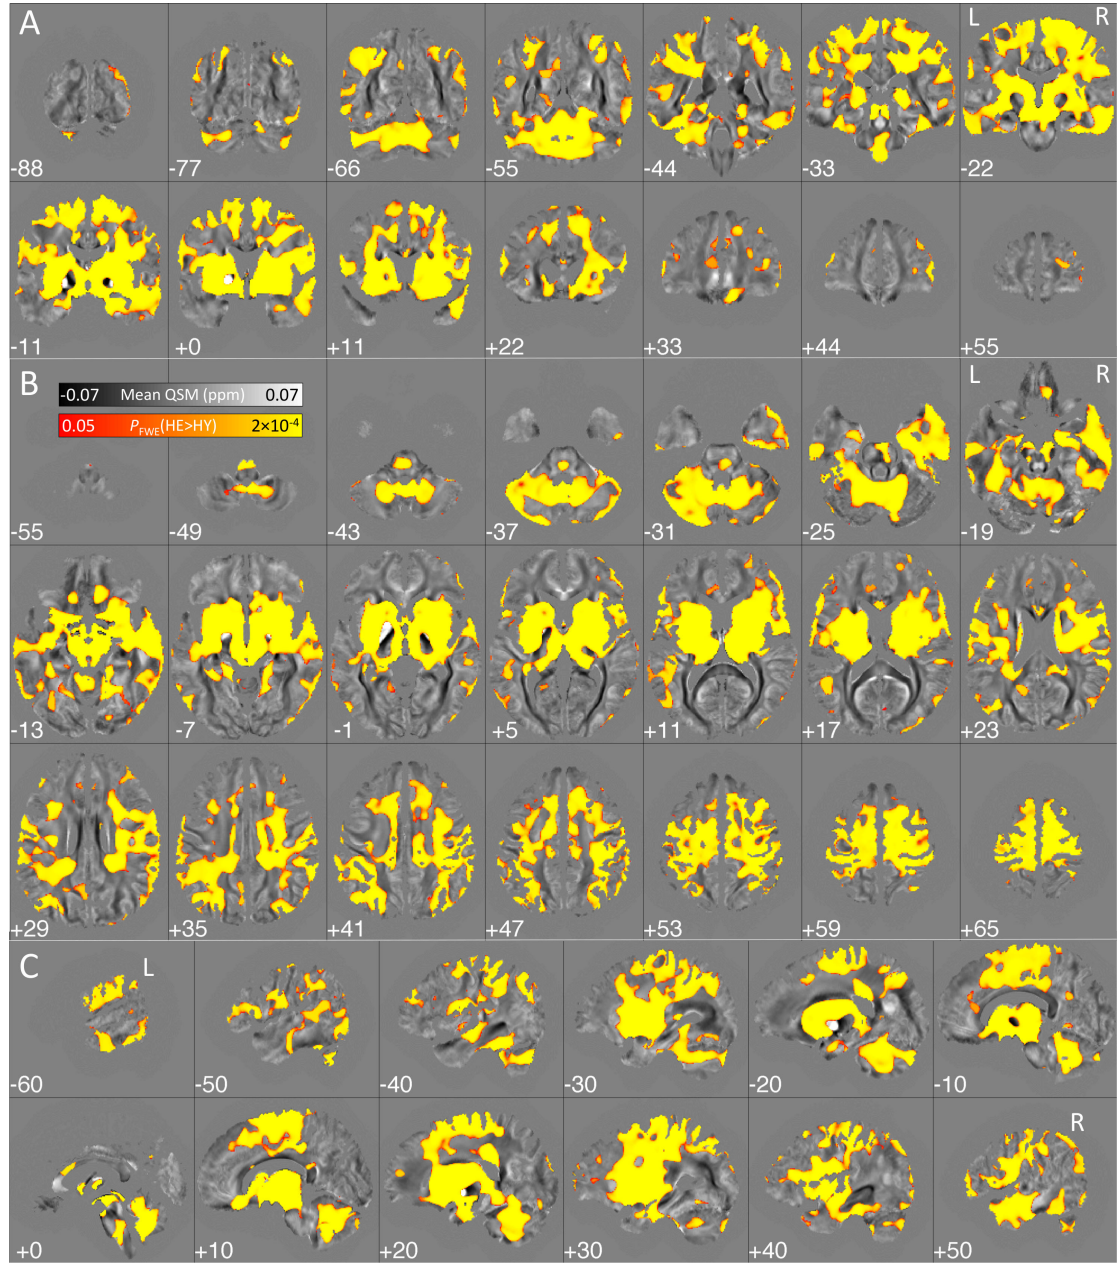 A
L R
-88 -77 -66 -55 -44 -33 -22
-11 +0 +11 +22 +33 +44 +55
B
L R
-0.07 Mean QSM (ppm) 0.07
0.05 PFWE(HE>HY) 2×10⁻⁴
-55 -49 -43 -37 -31 -25 -19
-13 -7 -1 +5 +11 +17 +23
+29 +35 +41 +47 +53 +59 +65
C
L
-60 -50 -40 -30 -20 -10
R
+0 +10 +20 +30 +40 +50